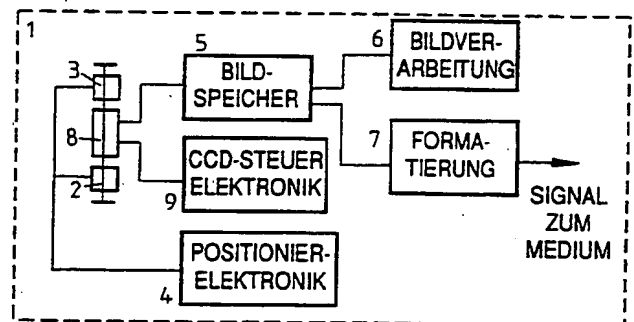 1
3
8
2
5
BILD-
SPEICHER
6
BILDVER-
ARBEITUNG
7
FORMA-
TIERUNG
CCD-STEUER
ELEKTRONIK
9
POSITIONIER-
ELEKTRONIK
4
SIGNAL
ZUM
MEDIUM